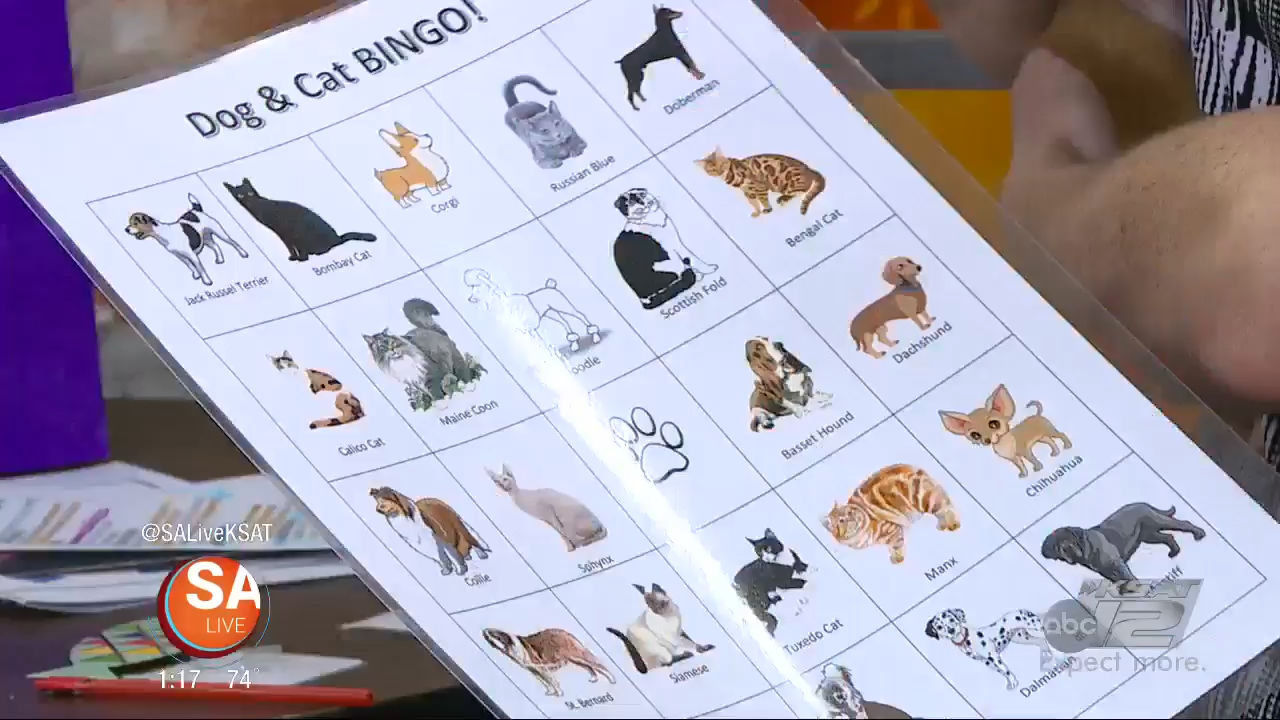 Dog & Cat BINGO!
Jack Russel Terrier
Bombay Cat
Corgi
Russian Blue
Doberman
Calico Cat
Maine Coon
Scottish Fold
Bengal Cat
Collie
Sphynx
Basset Hound
Dachshund
St. Bernard
Siamese
Tuxedo Cat
Manx
Chihuahua
@SALiveKSAT
SA
LIVE
1:17 74°
KSAT
abc 12
Expect more.